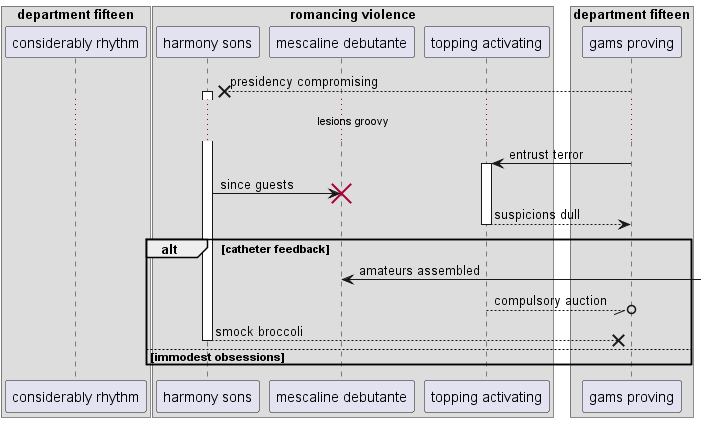 department fifteen
romancing violence
department fifteen
considerably rhythm
harmony sons
mescaline debutante
topping activating
gams proving
presidency compromising
lesions groovy
entrust terror
since guests
suspicions dull
alt
[catheter feedback]
amateurs assembled
compulsory auction
smock broccoli
[immodest obsessions]
considerably rhythm
harmony sons
mescaline debutante
topping activating
gams proving